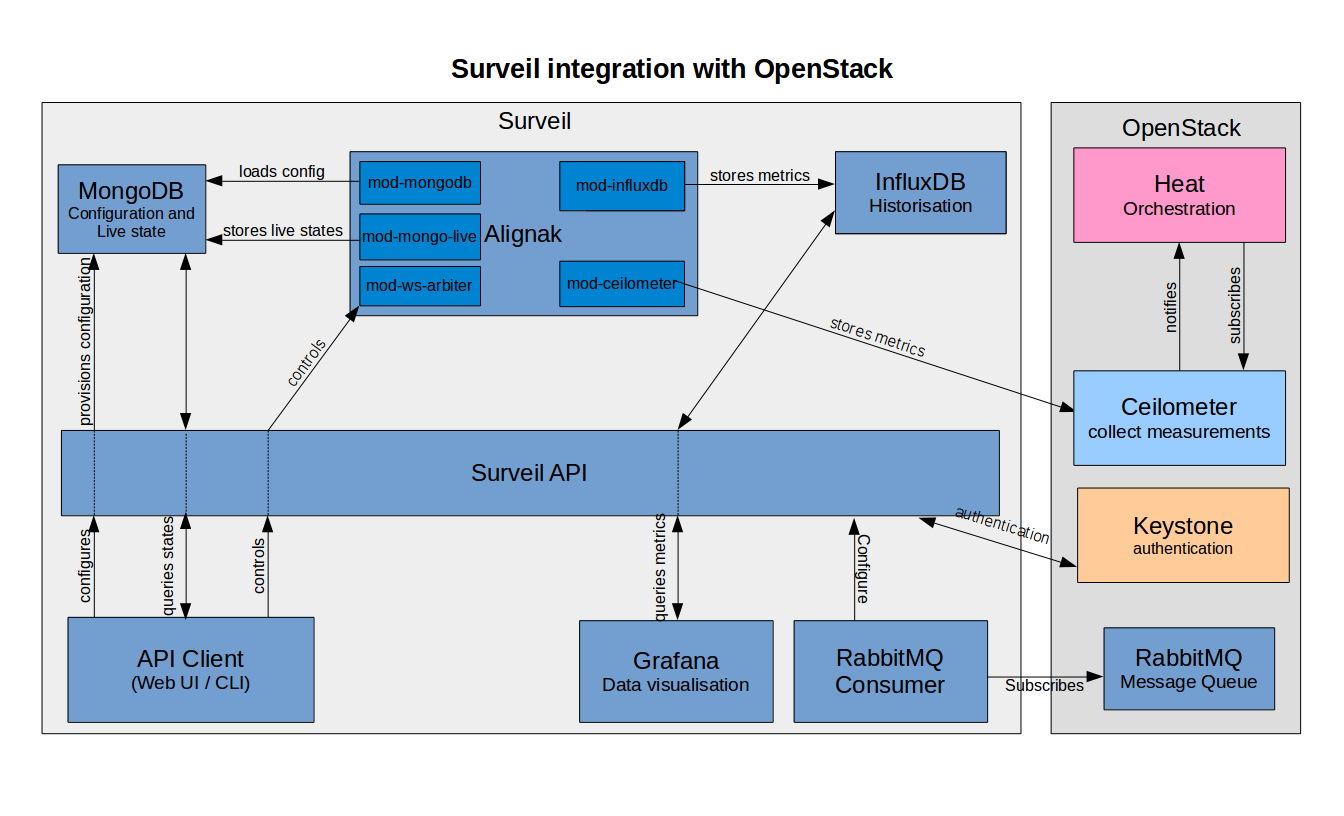 Surveil integration with OpenStack
Surveil
OpenStack
MongoDB
Configuration and
Live state
loads config
stores live states
mod-mongodb
mod-mongo-live
mod-ws-arbiter
Alignak
mod-influxdb
mod-ceilometer
stores metrics
InfluxDB
Historisation
Heat
Orchestration
notifies
subscribes
provisions configuration
controls
stores metrics
Ceilometer
collect measurements
Surveil API
Keystone
authentication
authentication
configures
queries states
controls
queries metrics
Configure
API Client
(Web UI / CLI)
Grafana
Data visualisation
RabbitMQ
Consumer
Subscribes
RabbitMQ
Message Queue